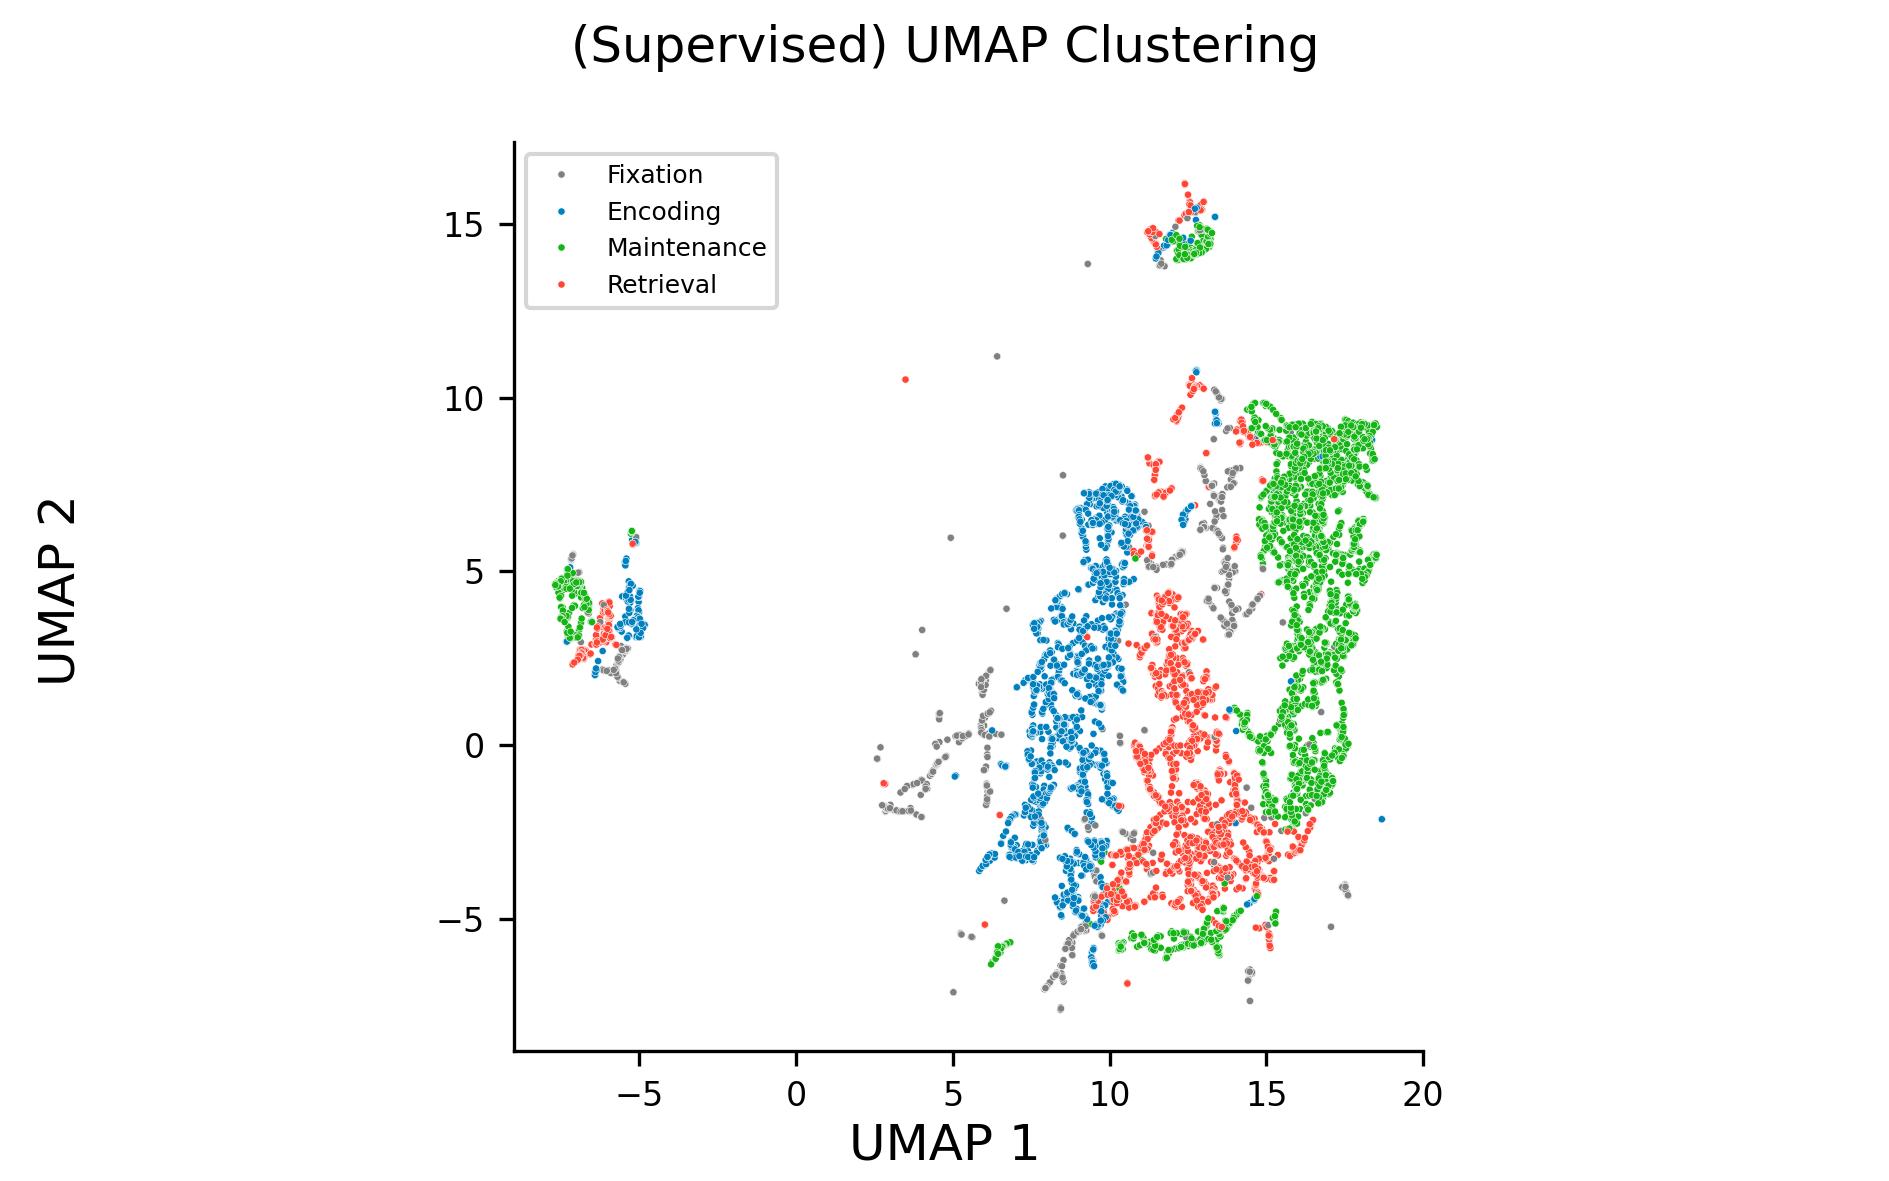 (Supervised) UMAP Clustering
Fixation
Encoding
Maintenance
Retrieval
15
10
5
0
−5
UMAP 2
−5 0 5 10 15 20
UMAP 1